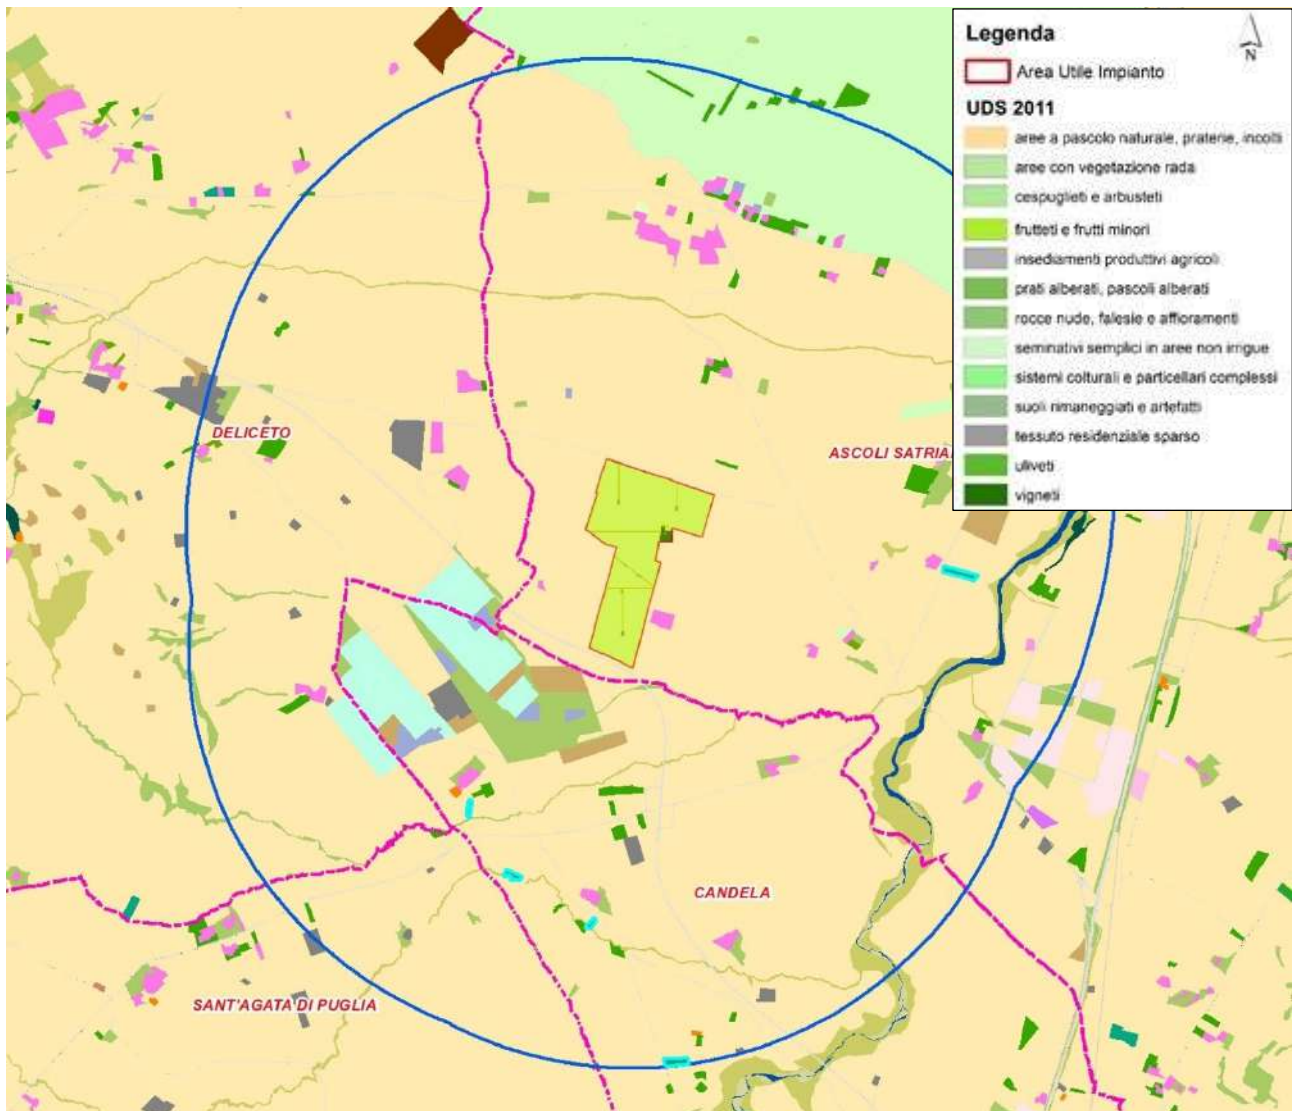 Legenda
N
Area Utile Impianto
UDS 2011
aree a pascolo naturale, praterie, incolti
aree con vegetazione rada
cespuglieti e arbusteti
frutteti e frutti minori
insediamenti produttivi agricoli
prati alberati, pascoli alberati
rocce nude, falesie e affioramenti
seminativi semplici in aree non irrigue
sistemi colturali e particellari complessi
suoli rimaneggiati e artefatti
tessuto residenziale sparso
uliveti
vigneti
DELICETO
ASCOLI SATRIA
CANDELA
SANT'AGATA DI PUGLIA